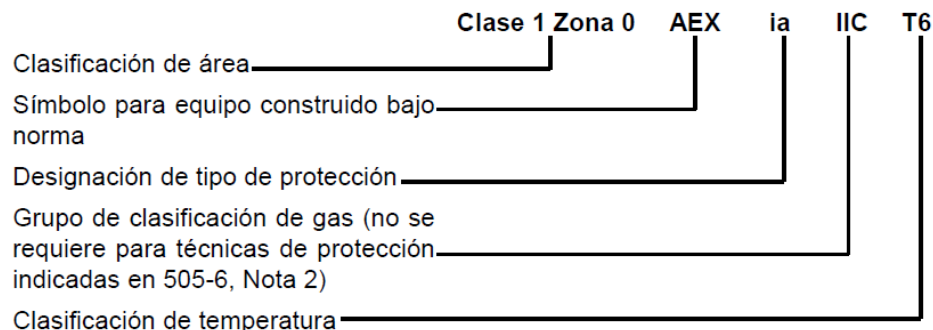 Clase 1 Zona 0 AEX ia IIC T6
Clasificación de área
Símbolo para equipo construido bajo
norma
Designación de tipo de protección
Grupo de clasificación de gas (no se
requiere para técnicas de protección
indicadas en 505-6, Nota 2)
Clasificación de temperatura